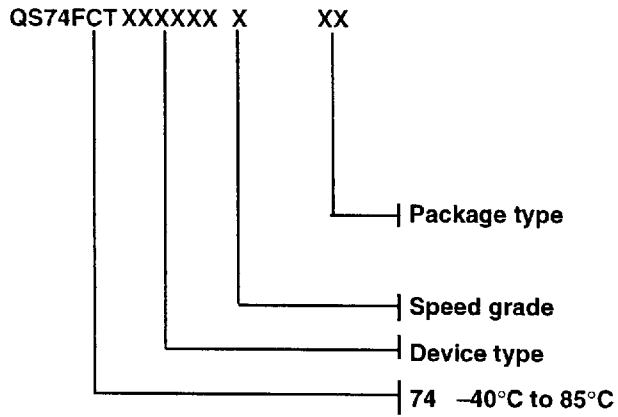 QS74FCT XXXXXX X XX
Package type
Speed grade
Device type
74 –40°C to 85°C